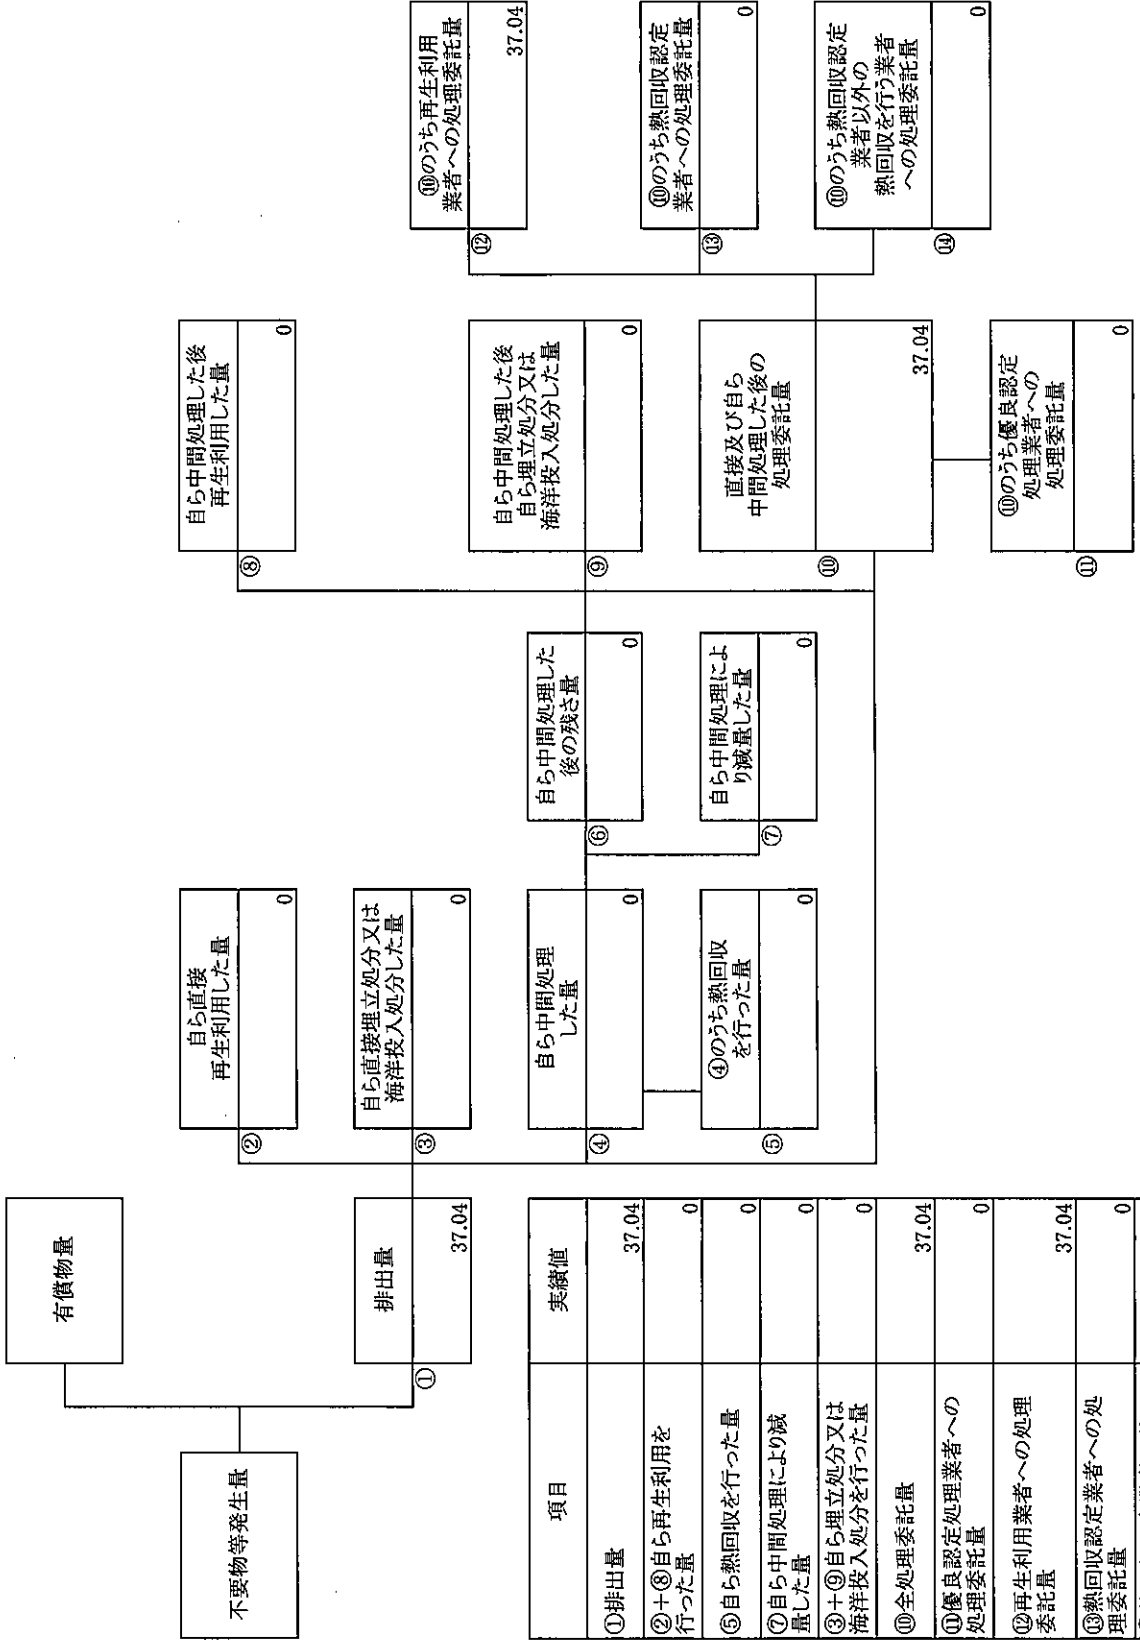 不要物等発生量
有償物量
①
排出量
37.04
②
自ら直接
再生利用した量
0
③
自ら直接埋立処分又は
海洋投入処分した量
0
④
自ら中間処理
した量
0
⑤
④のうち熱回収
を行った量
0
⑥
自ら中間処理した
後の残さ量
0
⑦
自ら中間処理によ
り減量した量
0
⑧
自ら中間処理した後
再生利用した量
0
⑨
自ら中間処理した後
自ら埋立処分又は
海洋投入処分した量
0
⑩
直接及び自ら
中間処理した後の
処理委託量
37.04
⑪
⑩のうち優良認定
処理業者への
処理委託量
0
⑫
⑩のうち再生利用
業者への処理委託量
37.04
⑬
⑩のうち熱回収認定
業者への処理委託量
0
⑭
⑩のうち熱回収認定
業者以外の
熱回収を行う業者
への処理委託量
0
項目 実績値
①排出量 37.04
②+⑧自ら再生利用を
行った量 0
⑤自ら熱回収を行った量 0
⑦自ら中間処理により減
量した量 0
③+⑨自ら埋立処分又は
海洋投入処分を行った量 0
⑩全処理委託量 37.04
⑪優良認定処理業者への
処理委託量 0
⑫再生利用業者への処理
委託量 37.04
⑬熱回収認定業者への処
理委託量 0